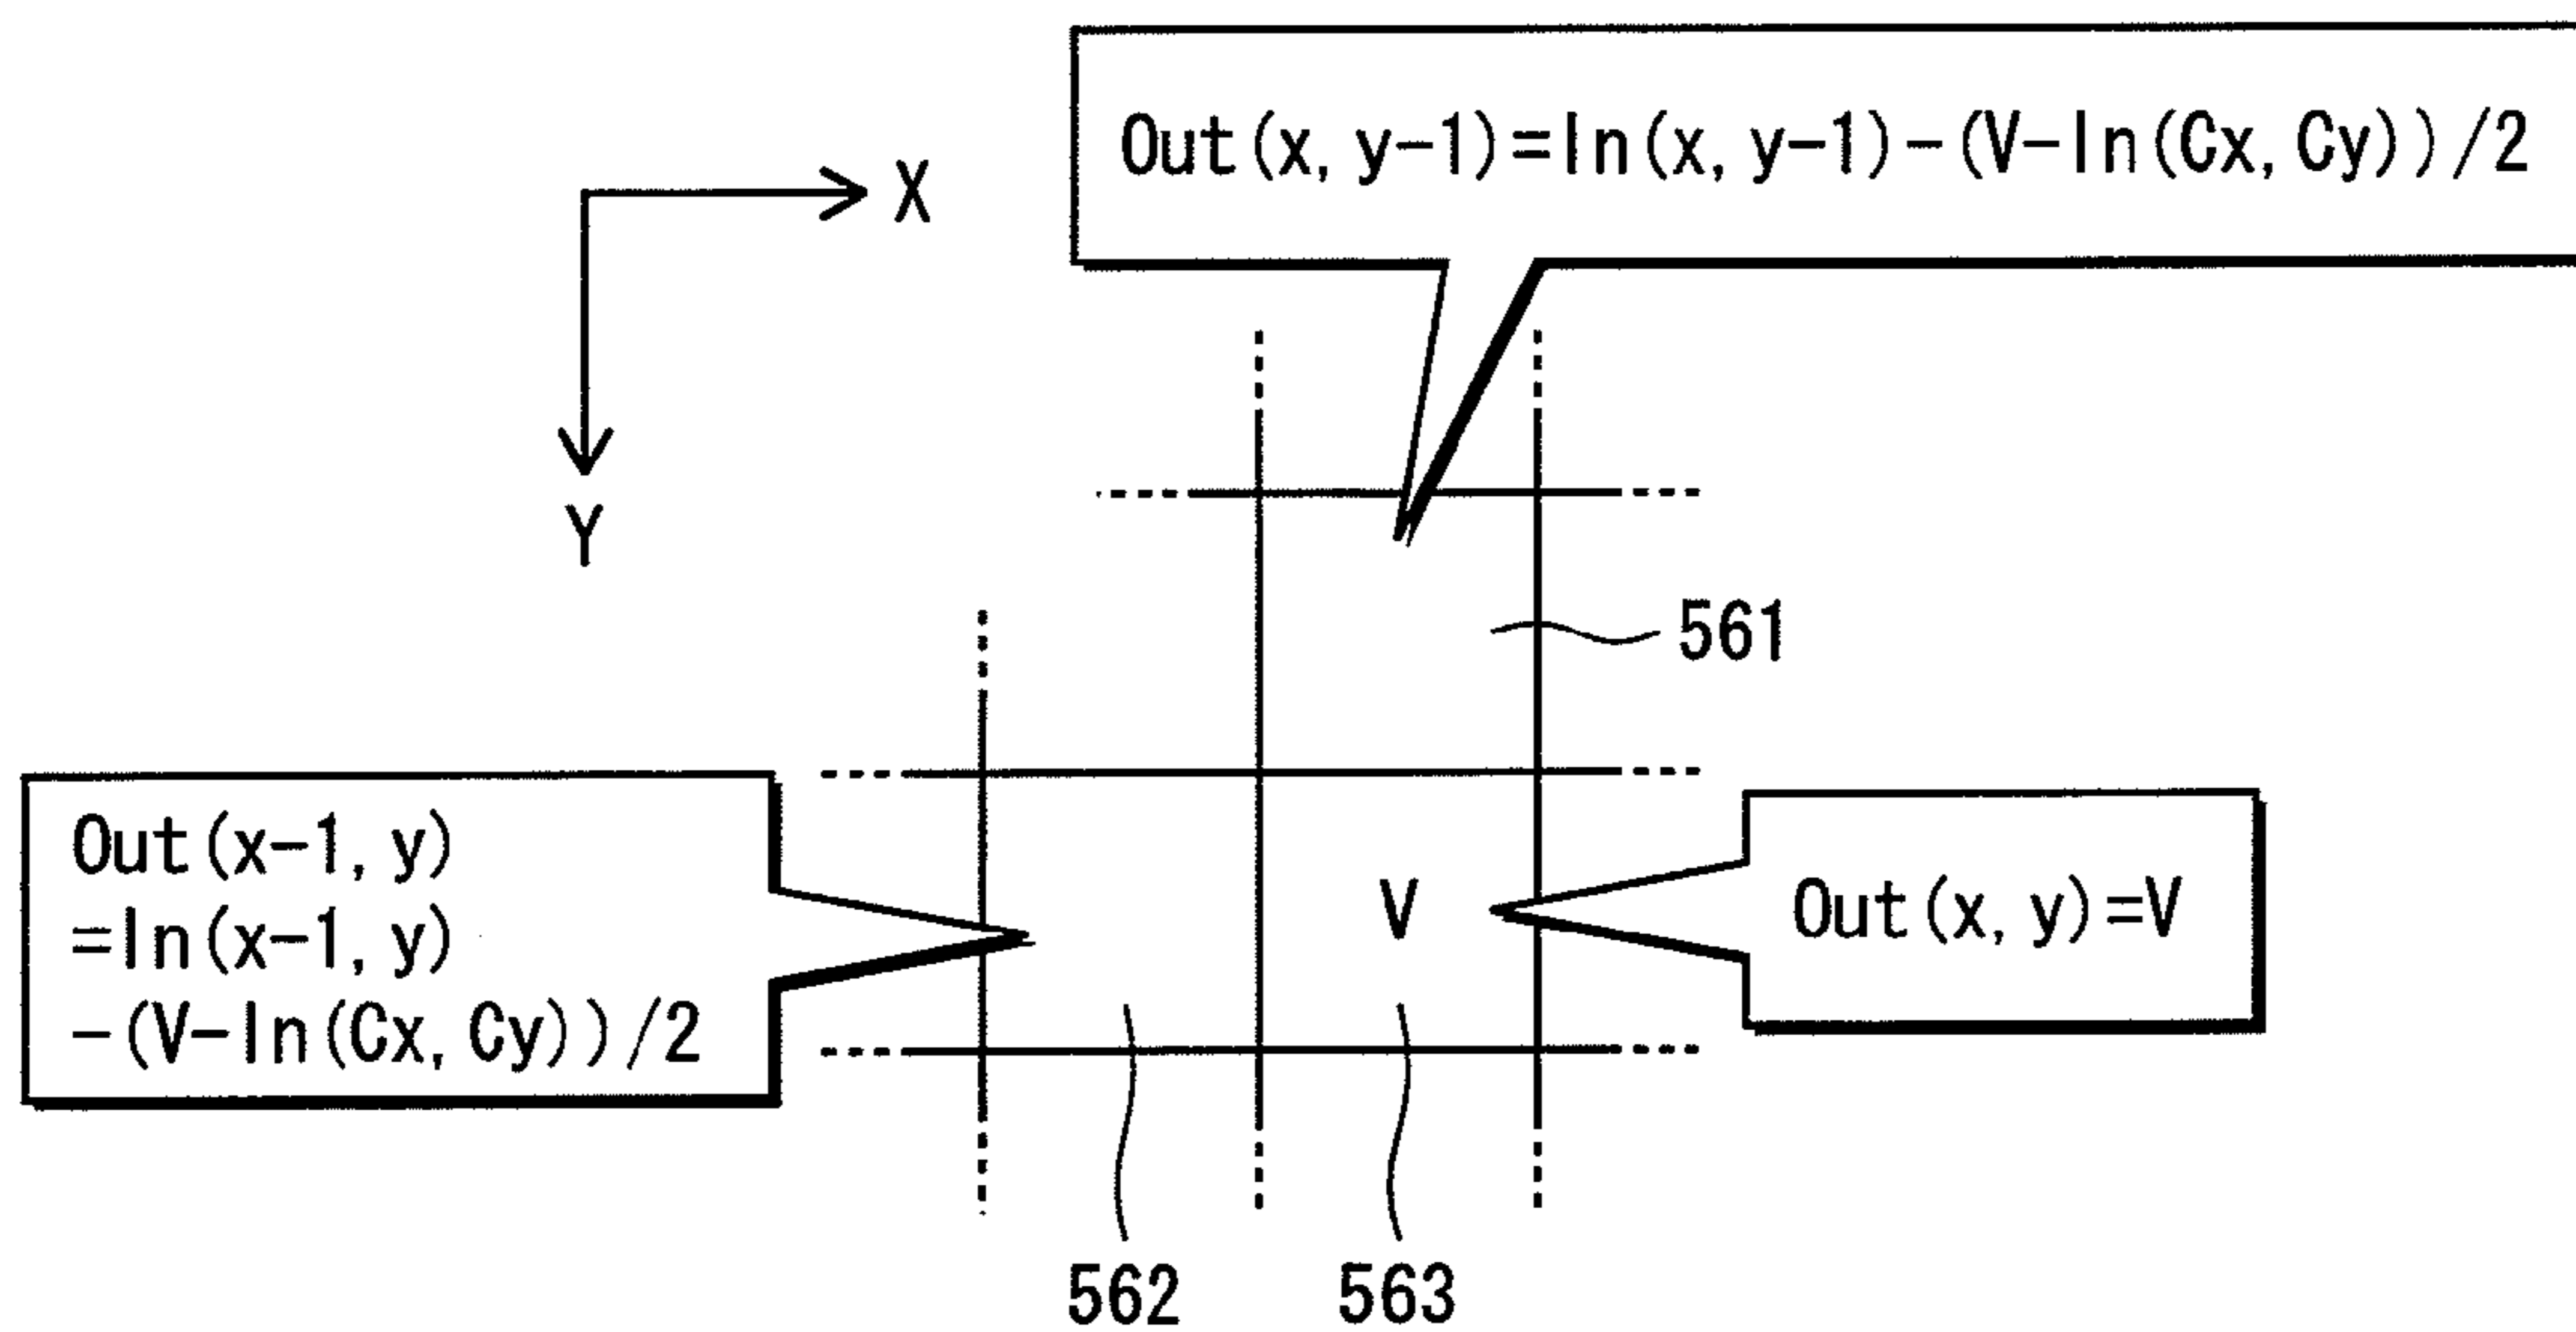 Out(x, y-1)=In(x, y-1)-(V-In(Cx, Cy))/2
X
Y
561
Out(x-1, y)
=In(x-1, y)
-(V-In(Cx, Cy))/2
V
Out(x, y)=V
562
563